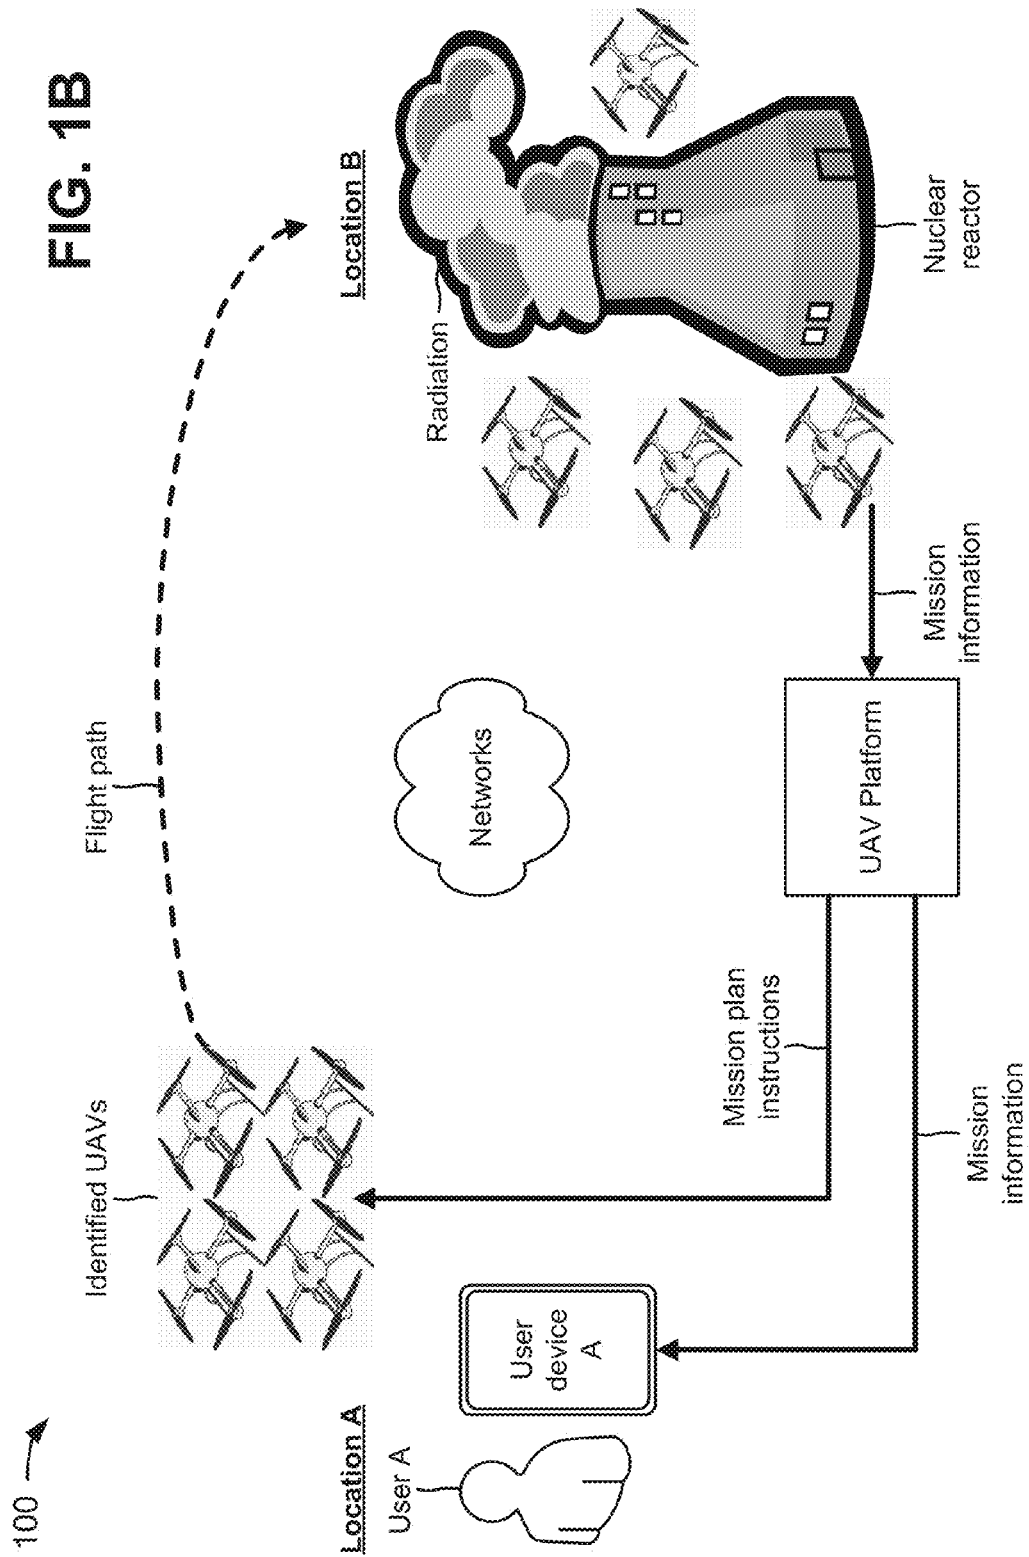 100
FIG. 1B
Flight path
Identified UAVs
Location A
User A
User
device
A
Location B
Radiation
Networks
Nuclear
reactor
Mission plan
instructions
UAV Platform
Mission
information
Mission
information